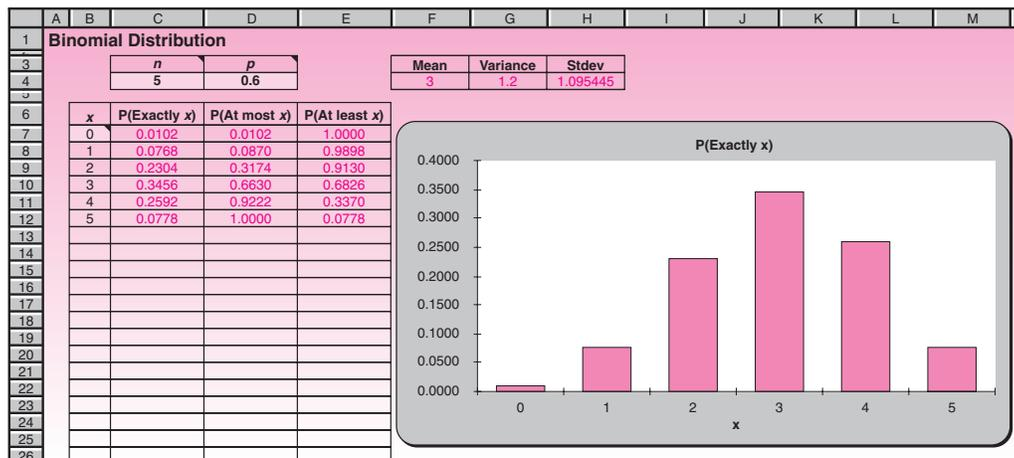 A B C D E F G H I J K L M
1 Binomial Distribution
3 n p Mean Variance Stdev
4 5 0.6 3 1.2 1.095445
5
6 x P(Exactly x) P(At most x) P(At least x)
7 0 0.0102 0.0102 1.0000
8 1 0.0768 0.0870 0.9898
9 2 0.2304 0.3174 0.9130
10 3 0.3456 0.6630 0.6826
11 4 0.2592 0.9222 0.3370
12 5 0.0778 1.0000 0.0778
13
14
15
16
17
18
19
20
21
22
23
24
25
26
P(Exactly x)
0.4000
0.3500
0.3000
0.2500
0.2000
0.1500
0.1000
0.0500
0.0000
0 1 2 3 4 5
x